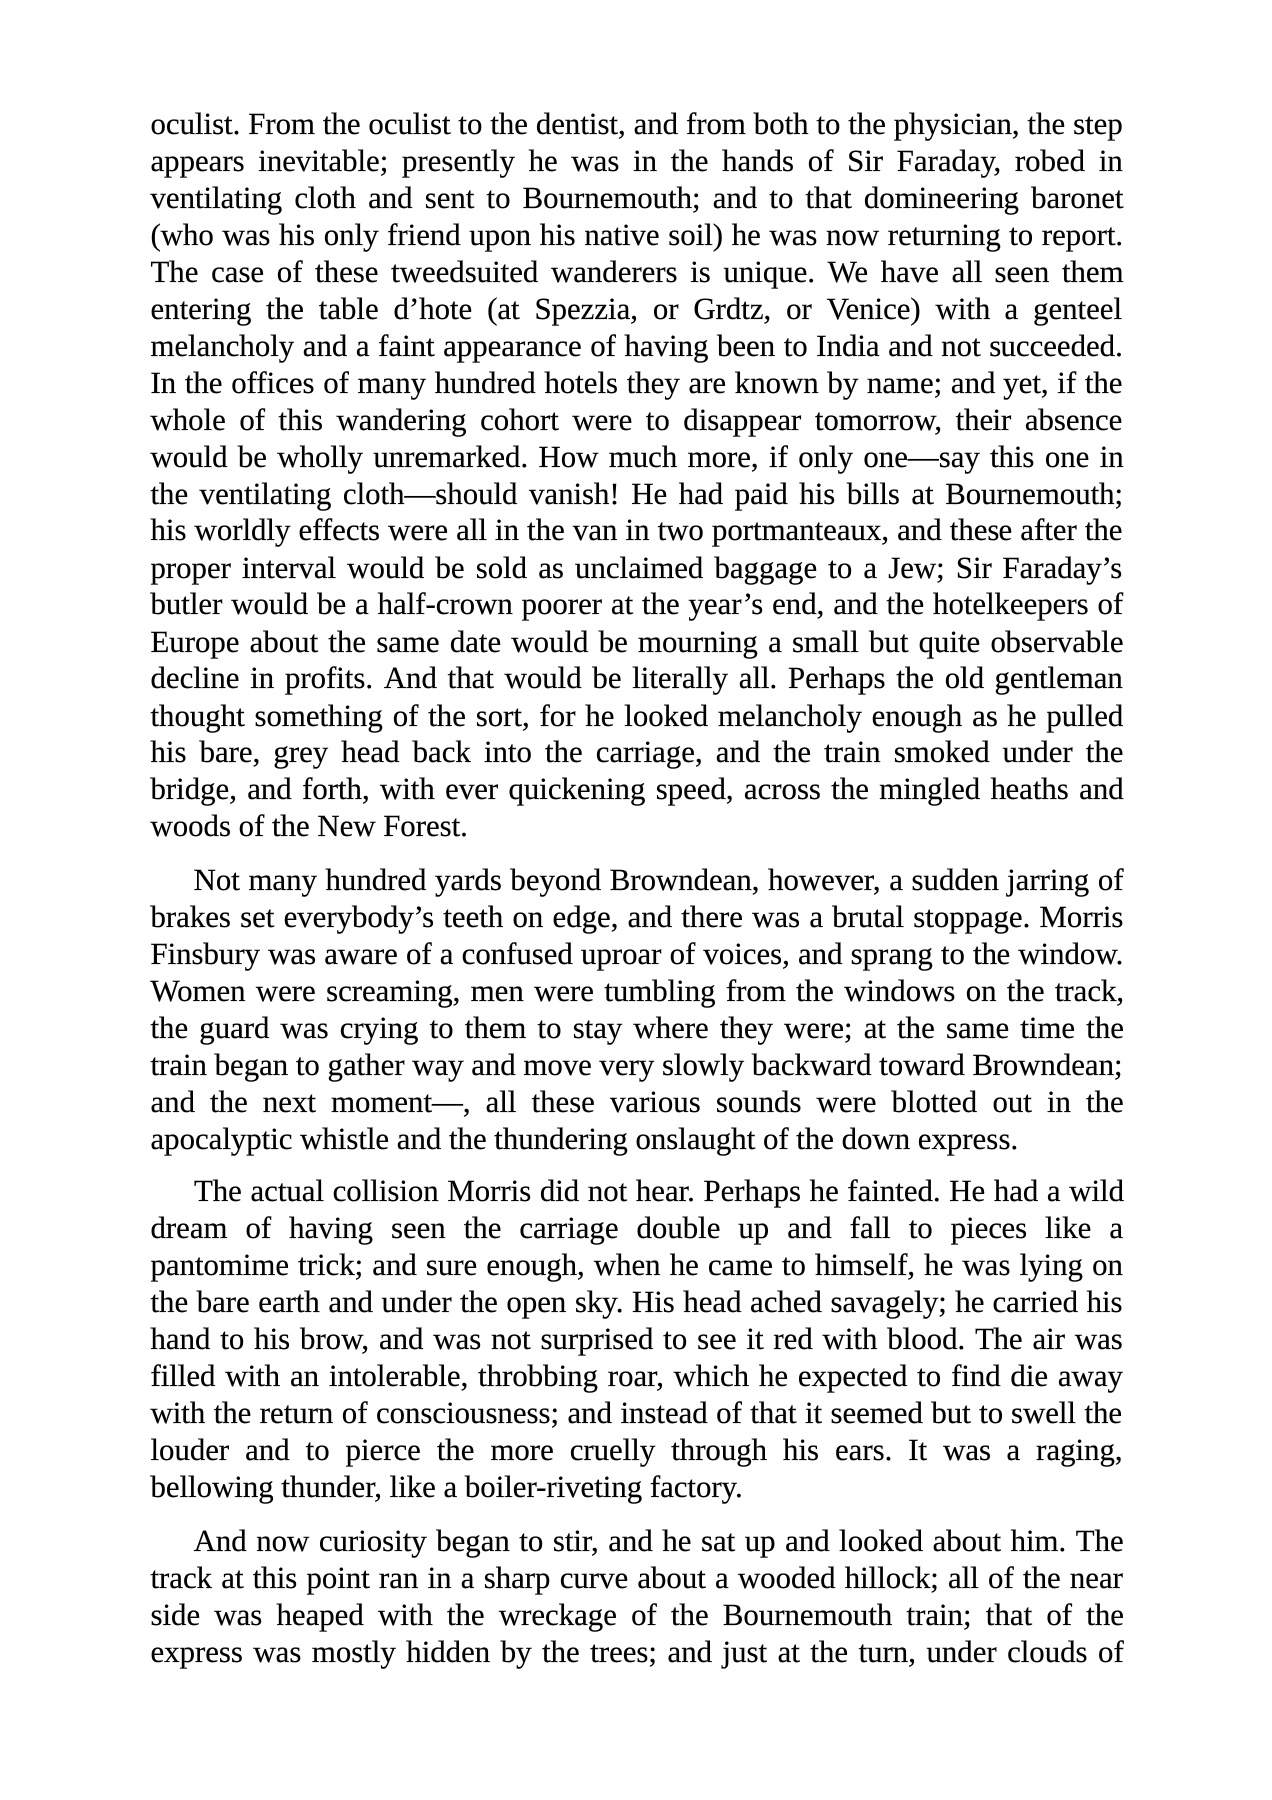 oculist. From the oculist to the dentist, and from both to the physician, the step
appears inevitable; presently he was in the hands of Sir Faraday, robed in
ventilating cloth and sent to Bournemouth; and to that domineering baronet
(who was his only friend upon his native soil) he was now returning to report.
The case of these tweedsuited wanderers is unique. We have all seen them
entering the table d’hote (at Spezzia, or Grdtz, or Venice) with a genteel
melancholy and a faint appearance of having been to India and not succeeded.
In the offices of many hundred hotels they are known by name; and yet, if the
whole of this wandering cohort were to disappear tomorrow, their absence
would be wholly unremarked. How much more, if only one—say this one in
the ventilating cloth—should vanish! He had paid his bills at Bournemouth;
his worldly effects were all in the van in two portmanteaux, and these after the
proper interval would be sold as unclaimed baggage to a Jew; Sir Faraday’s
butler would be a half-crown poorer at the year’s end, and the hotelkeepers of
Europe about the same date would be mourning a small but quite observable
decline in profits. And that would be literally all. Perhaps the old gentleman
thought something of the sort, for he looked melancholy enough as he pulled
his bare, grey head back into the carriage, and the train smoked under the
bridge, and forth, with ever quickening speed, across the mingled heaths and
woods of the New Forest.
Not many hundred yards beyond Browndean, however, a sudden jarring of
brakes set everybody’s teeth on edge, and there was a brutal stoppage. Morris
Finsbury was aware of a confused uproar of voices, and sprang to the window.
Women were screaming, men were tumbling from the windows on the track,
the guard was crying to them to stay where they were; at the same time the
train began to gather way and move very slowly backward toward Browndean;
and the next moment—, all these various sounds were blotted out in the
apocalyptic whistle and the thundering onslaught of the down express.
The actual collision Morris did not hear. Perhaps he fainted. He had a wild
dream of having seen the carriage double up and fall to pieces like a
pantomime trick; and sure enough, when he came to himself, he was lying on
the bare earth and under the open sky. His head ached savagely; he carried his
hand to his brow, and was not surprised to see it red with blood. The air was
filled with an intolerable, throbbing roar, which he expected to find die away
with the return of consciousness; and instead of that it seemed but to swell the
louder and to pierce the more cruelly through his ears. It was a raging,
bellowing thunder, like a boiler-riveting factory.
And now curiosity began to stir, and he sat up and looked about him. The
track at this point ran in a sharp curve about a wooded hillock; all of the near
side was heaped with the wreckage of the Bournemouth train; that of the
express was mostly hidden by the trees; and just at the turn, under clouds of